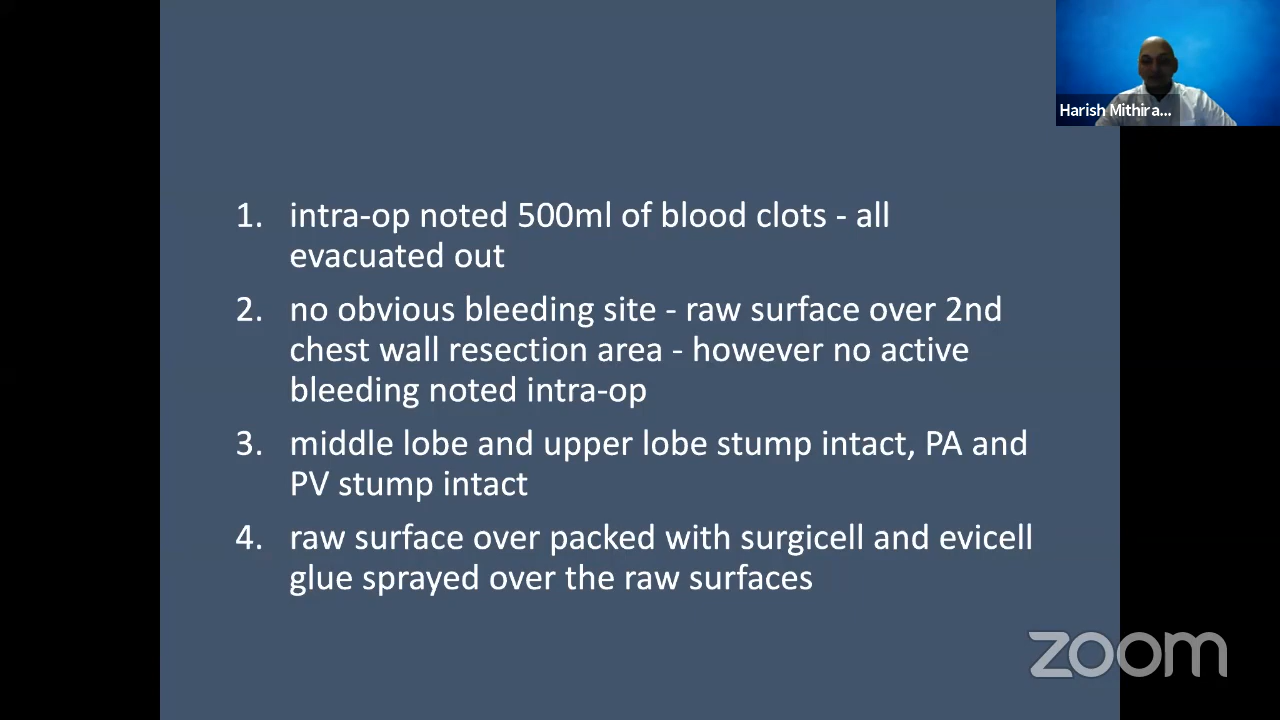 Harish Mithira...
1. intra-op noted 500ml of blood clots - all
evacuated out
2. no obvious bleeding site - raw surface over 2nd
chest wall resection area - however no active
bleeding noted intra-op
3. middle lobe and upper lobe stump intact, PA and
PV stump intact
4. raw surface over packed with surgicell and evicell
glue sprayed over the raw surfaces
zoom